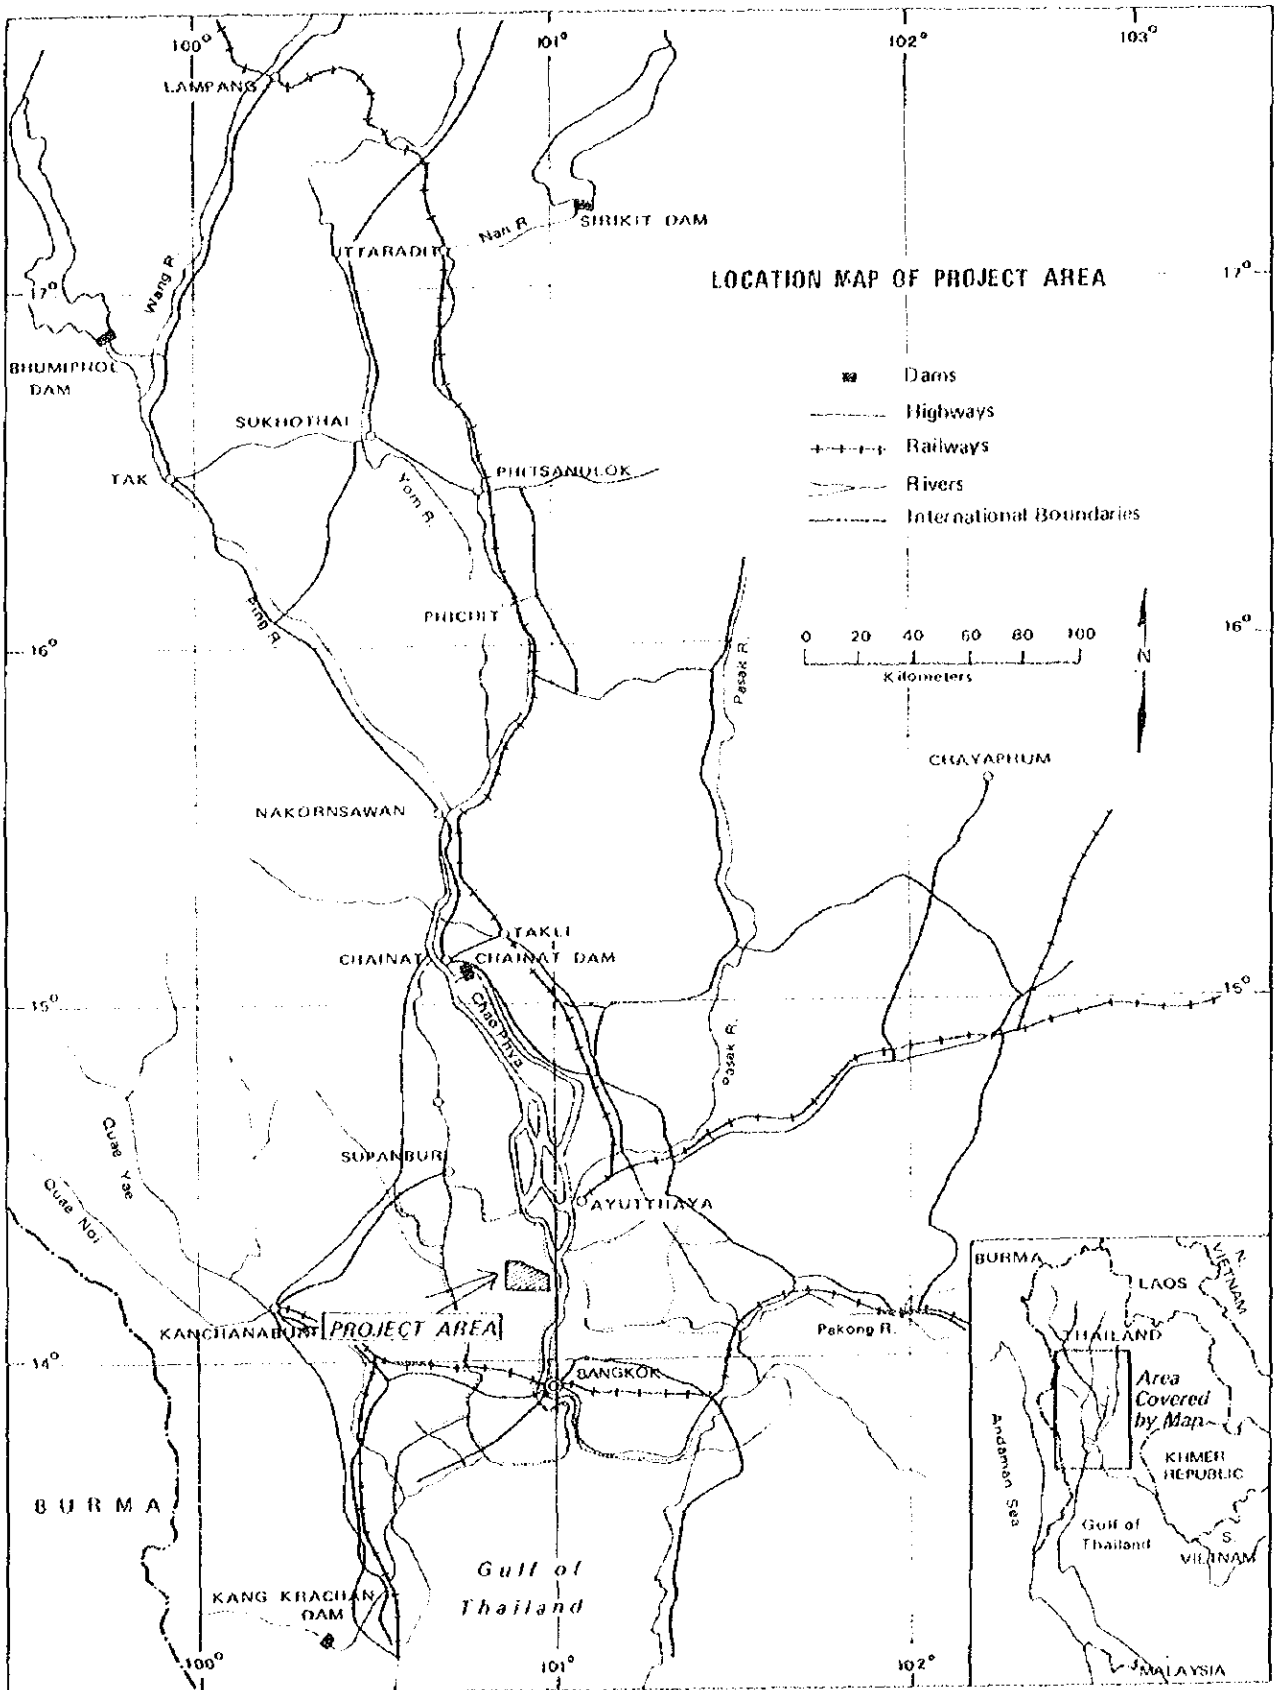 100°
101°
102°
103°
LAMPANG
SIRIKIT DAM
Nan R
UTTARADIT
Wang R.
LOCATION MAP OF PROJECT AREA
17°
17°
BHUMIPHOL
DAM
Dams
Highways
Railways
Rivers
International Boundaries
SUKHOTHAI
TAK
PHITSANULOK
Yom R.
Ping R.
PHICHIT
16°
16°
0 20 40 60 80 100
Kilometers
N
Pasak R.
CHAYAPHUM
NAKORNSAWAN
TAKLI
CHAINAT
CHAINAT DAM
15°
15°
Chao Phya
Pasak R.
Quae Yae
SUPANBURI
Quae Noi
AYUTTHAYA
KANCHANABURI
PROJECT AREA
Pakong R.
14°
BANGKOK
BURMA
Gulf of
Thailand
KANG KRACHAN
DAM
100°
101°
102°
BURMA
N.
VIETNAM
LAOS
THAILAND
Area
Covered
by Map
Andaman Sea
KHMER
REPUBLIC
Gulf of
Thailand
S.
VIETNAM
MALAYSIA